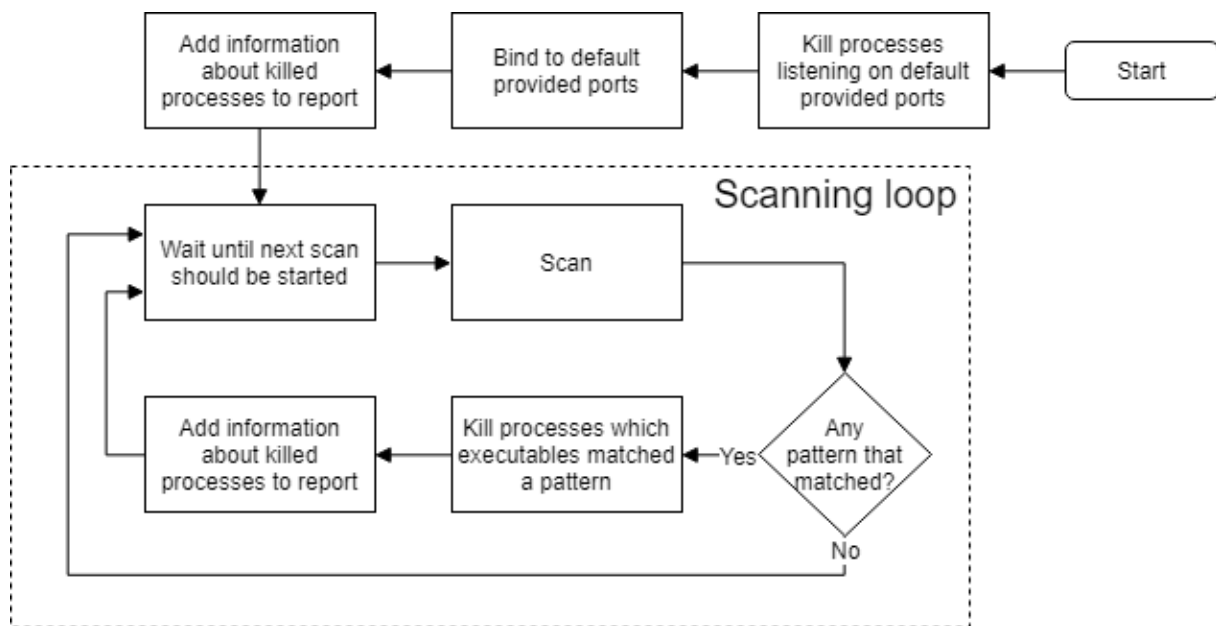 Add information
about killed
processes to report
Bind to default
provided ports
Kill processes
listening on default
provided ports
Start
Scanning loop
Wait until next scan
should be started
Scan
Add information
about killed
processes to report
Kill processes which
executables matched
a pattern
Yes
Any
pattern that
matched?
No